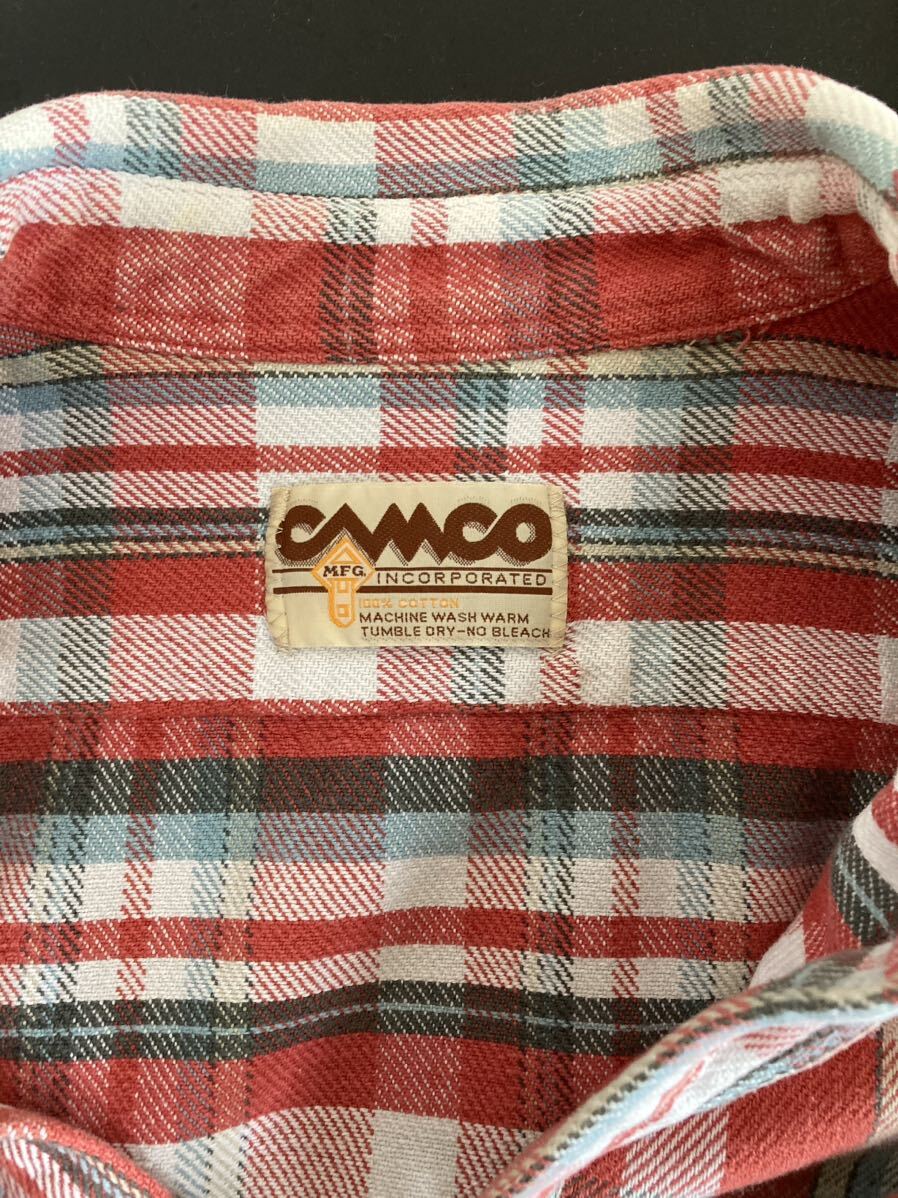 CAMCO
MFG. INCORPORATED
100% COTTON
MACHINE WASH WARM
TUMBLE DRY–NO BLEACH